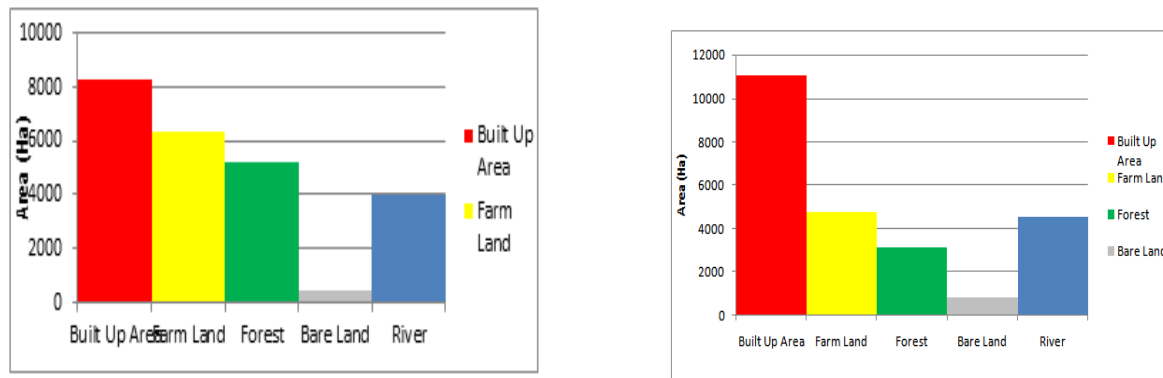 10000
8000
6000
4000
2000
0
Area (Ha)
Built Up Area
Farm Land
Forest
Bare Land
River
Built Up
Area
Farm
Land
12000
10000
8000
6000
4000
2000
0
Area (Ha)
Built Up Area
Farm Land
Forest
Bare Land
River
Built Up
Area
Farm Lan
Forest
Bare Land